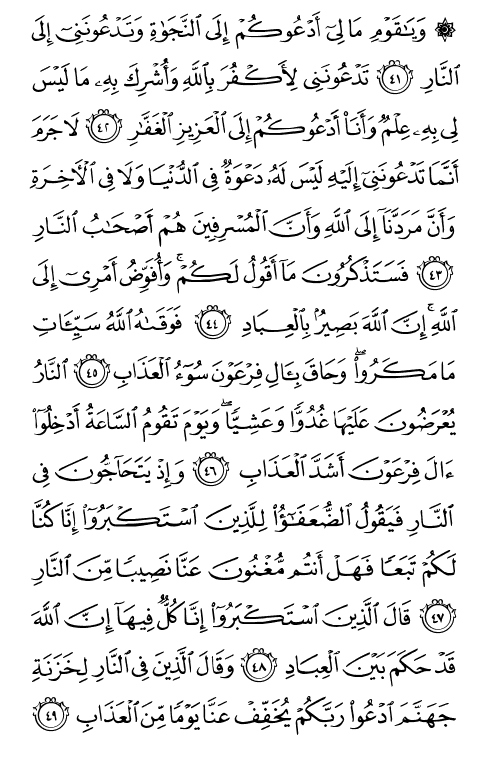 ۞ وَيَٰقَوۡمِ مَا لِيٓ أَدۡعُوكُمۡ إِلَى ٱلنَّجَوٰةِ وَتَدۡعُونَنِيٓ إِلَى
ٱلنَّارِ ٤١ تَدۡعُونَنِي لِأَكۡفُرَ بِٱللَّهِ وَأُشۡرِكَ بِهِۦ مَا لَيۡسَ
لِي بِهِۦ عِلۡمٞ وَأَنَا۠ أَدۡعُوكُمۡ إِلَى ٱلۡعَزِيزِ ٱلۡغَفَّٰرِ ٤٢ لَا جَرَمَ
أَنَّمَا تَدۡعُونَنِيٓ إِلَيۡهِ لَيۡسَ لَهُۥ دَعۡوَةٞ فِي ٱلدُّنۡيَا وَلَا فِي ٱلۡأٓخِرَةِ
وَأَنَّ مَرَدَّنَآ إِلَى ٱللَّهِ وَأَنَّ ٱلۡمُسۡرِفِينَ هُمۡ أَصۡحَٰبُ ٱلنَّارِ
٤٣ فَسَتَذۡكُرُونَ مَآ أَقُولُ لَكُمۡۚ وَأُفَوِّضُ أَمۡرِيٓ إِلَى
ٱللَّهِۚ إِنَّ ٱللَّهَ بَصِيرُۢ بِٱلۡعِبَادِ ٤٤ فَوَقَىٰهُ ٱللَّهُ سَيِّـَٔاتِ
مَا مَكَرُواْۖ وَحَاقَ بِـَٔالِ فِرۡعَوۡنَ سُوٓءُ ٱلۡعَذَابِ ٤٥ ٱلنَّارُ
يُعۡرَضُونَ عَلَيۡهَا غُدُوّٗا وَعَشِيّٗاۖ وَيَوۡمَ تَقُومُ ٱلسَّاعَةُ أَدۡخِلُوٓاْ
ءَالَ فِرۡعَوۡنَ أَشَدَّ ٱلۡعَذَابِ ٤٦ وَإِذۡ يَتَحَآجُّونَ فِي
ٱلنَّارِ فَيَقُولُ ٱلضُّعَفَٰٓؤُاْ لِلَّذِينَ ٱسۡتَكۡبَرُوٓاْ إِنَّا كُنَّا
لَكُمۡ تَبَعٗا فَهَلۡ أَنتُم مُّغۡنُونَ عَنَّا نَصِيبٗا مِّنَ ٱلنَّارِ
٤٧ قَالَ ٱلَّذِينَ ٱسۡتَكۡبَرُوٓاْ إِنَّا كُلّٞ فِيهَآ إِنَّ ٱللَّهَ
قَدۡ حَكَمَ بَيۡنَ ٱلۡعِبَادِ ٤٨ وَقَالَ ٱلَّذِينَ فِي ٱلنَّارِ لِخَزَنَةِ
جَهَنَّمَ ٱدۡعُواْ رَبَّكُمۡ يُخَفِّفۡ عَنَّا يَوۡمٗا مِّنَ ٱلۡعَذَابِ ٤٩